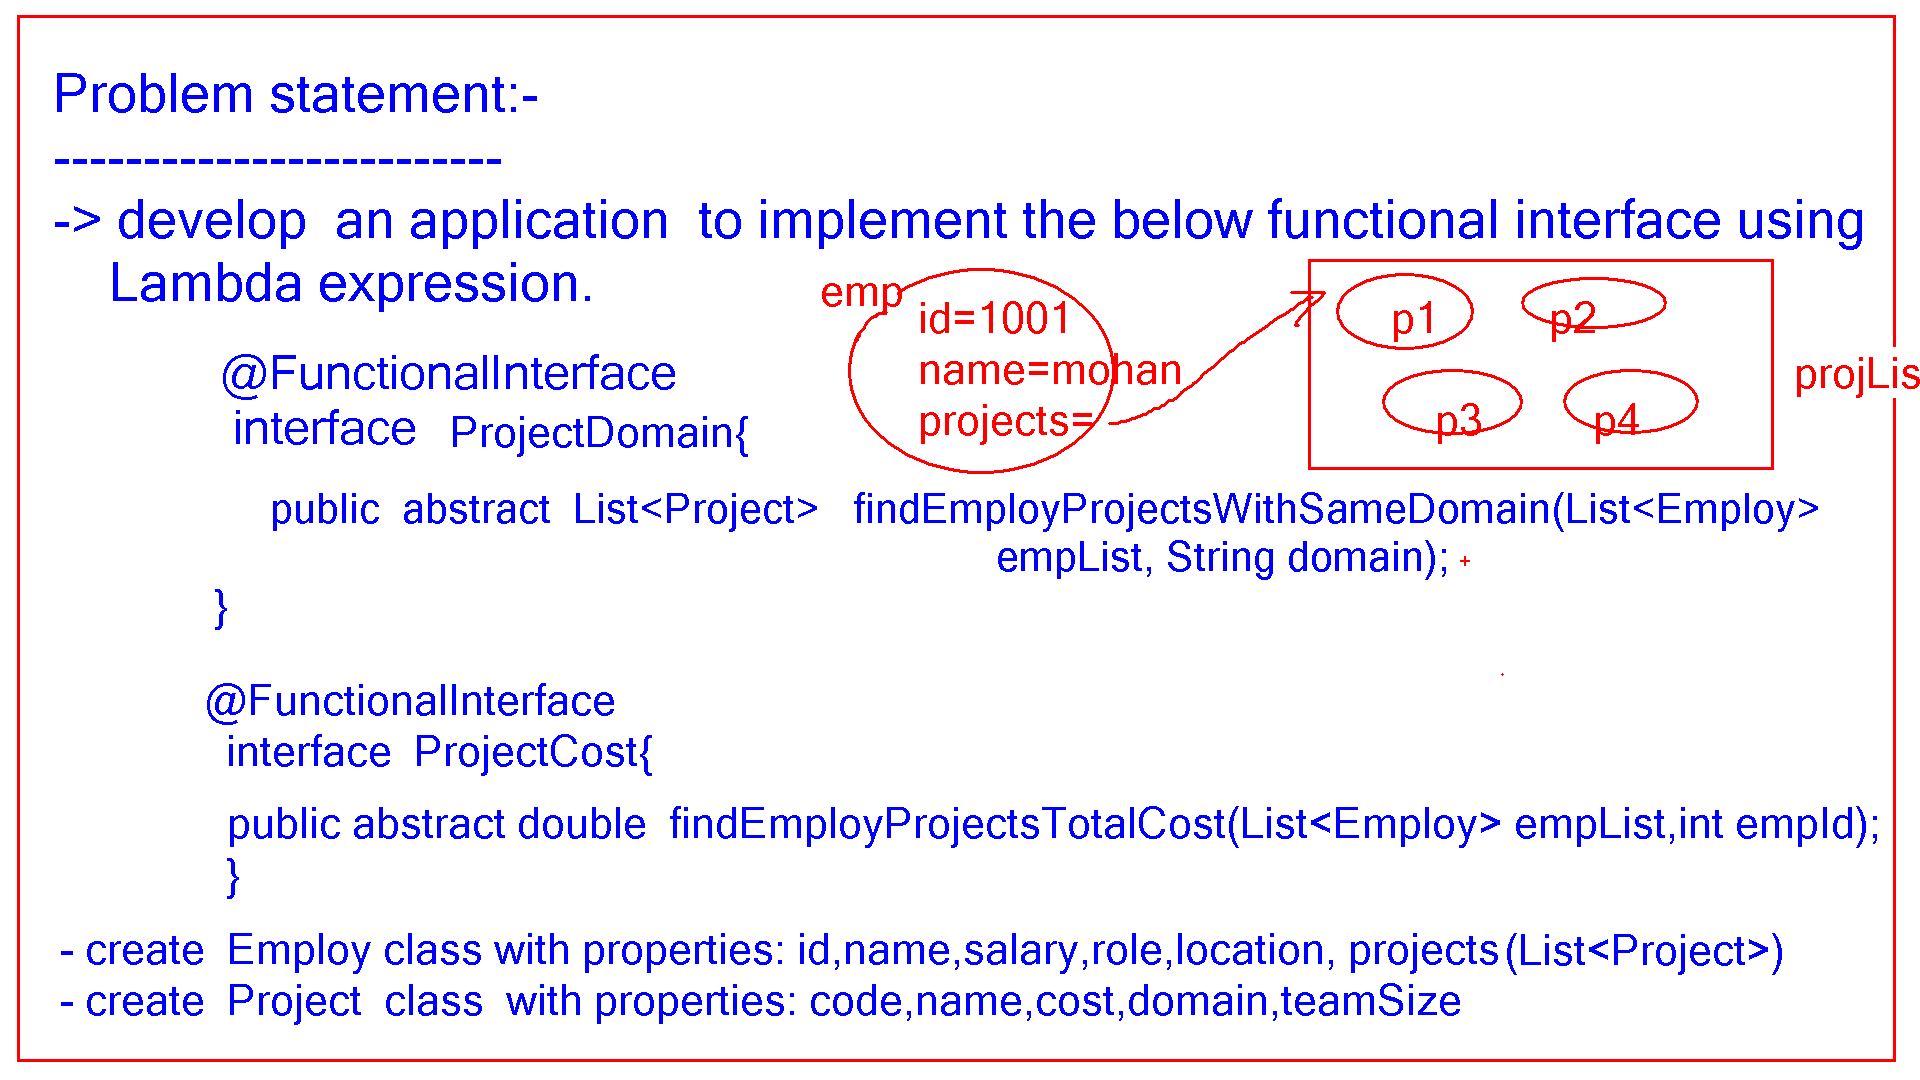 Problem statement:-
-------------------------
-> develop an application to implement the below functional interface using
Lambda expression.
emp
id=1001
name=mohan
projects=
p1
p2
p3
p4
projLis
@FunctionalInterface
interface ProjectDomain{
public abstract List<Project> findEmployProjectsWithSameDomain(List<Employ>
empList, String domain);
}
@FunctionalInterface
interface ProjectCost{
public abstract double findEmployProjectsTotalCost(List<Employ> empList,int empId);
}
- create Employ class with properties: id,name,salary,role,location, projects(List<Project>)
- create Project class with properties: code,name,cost,domain,teamSize